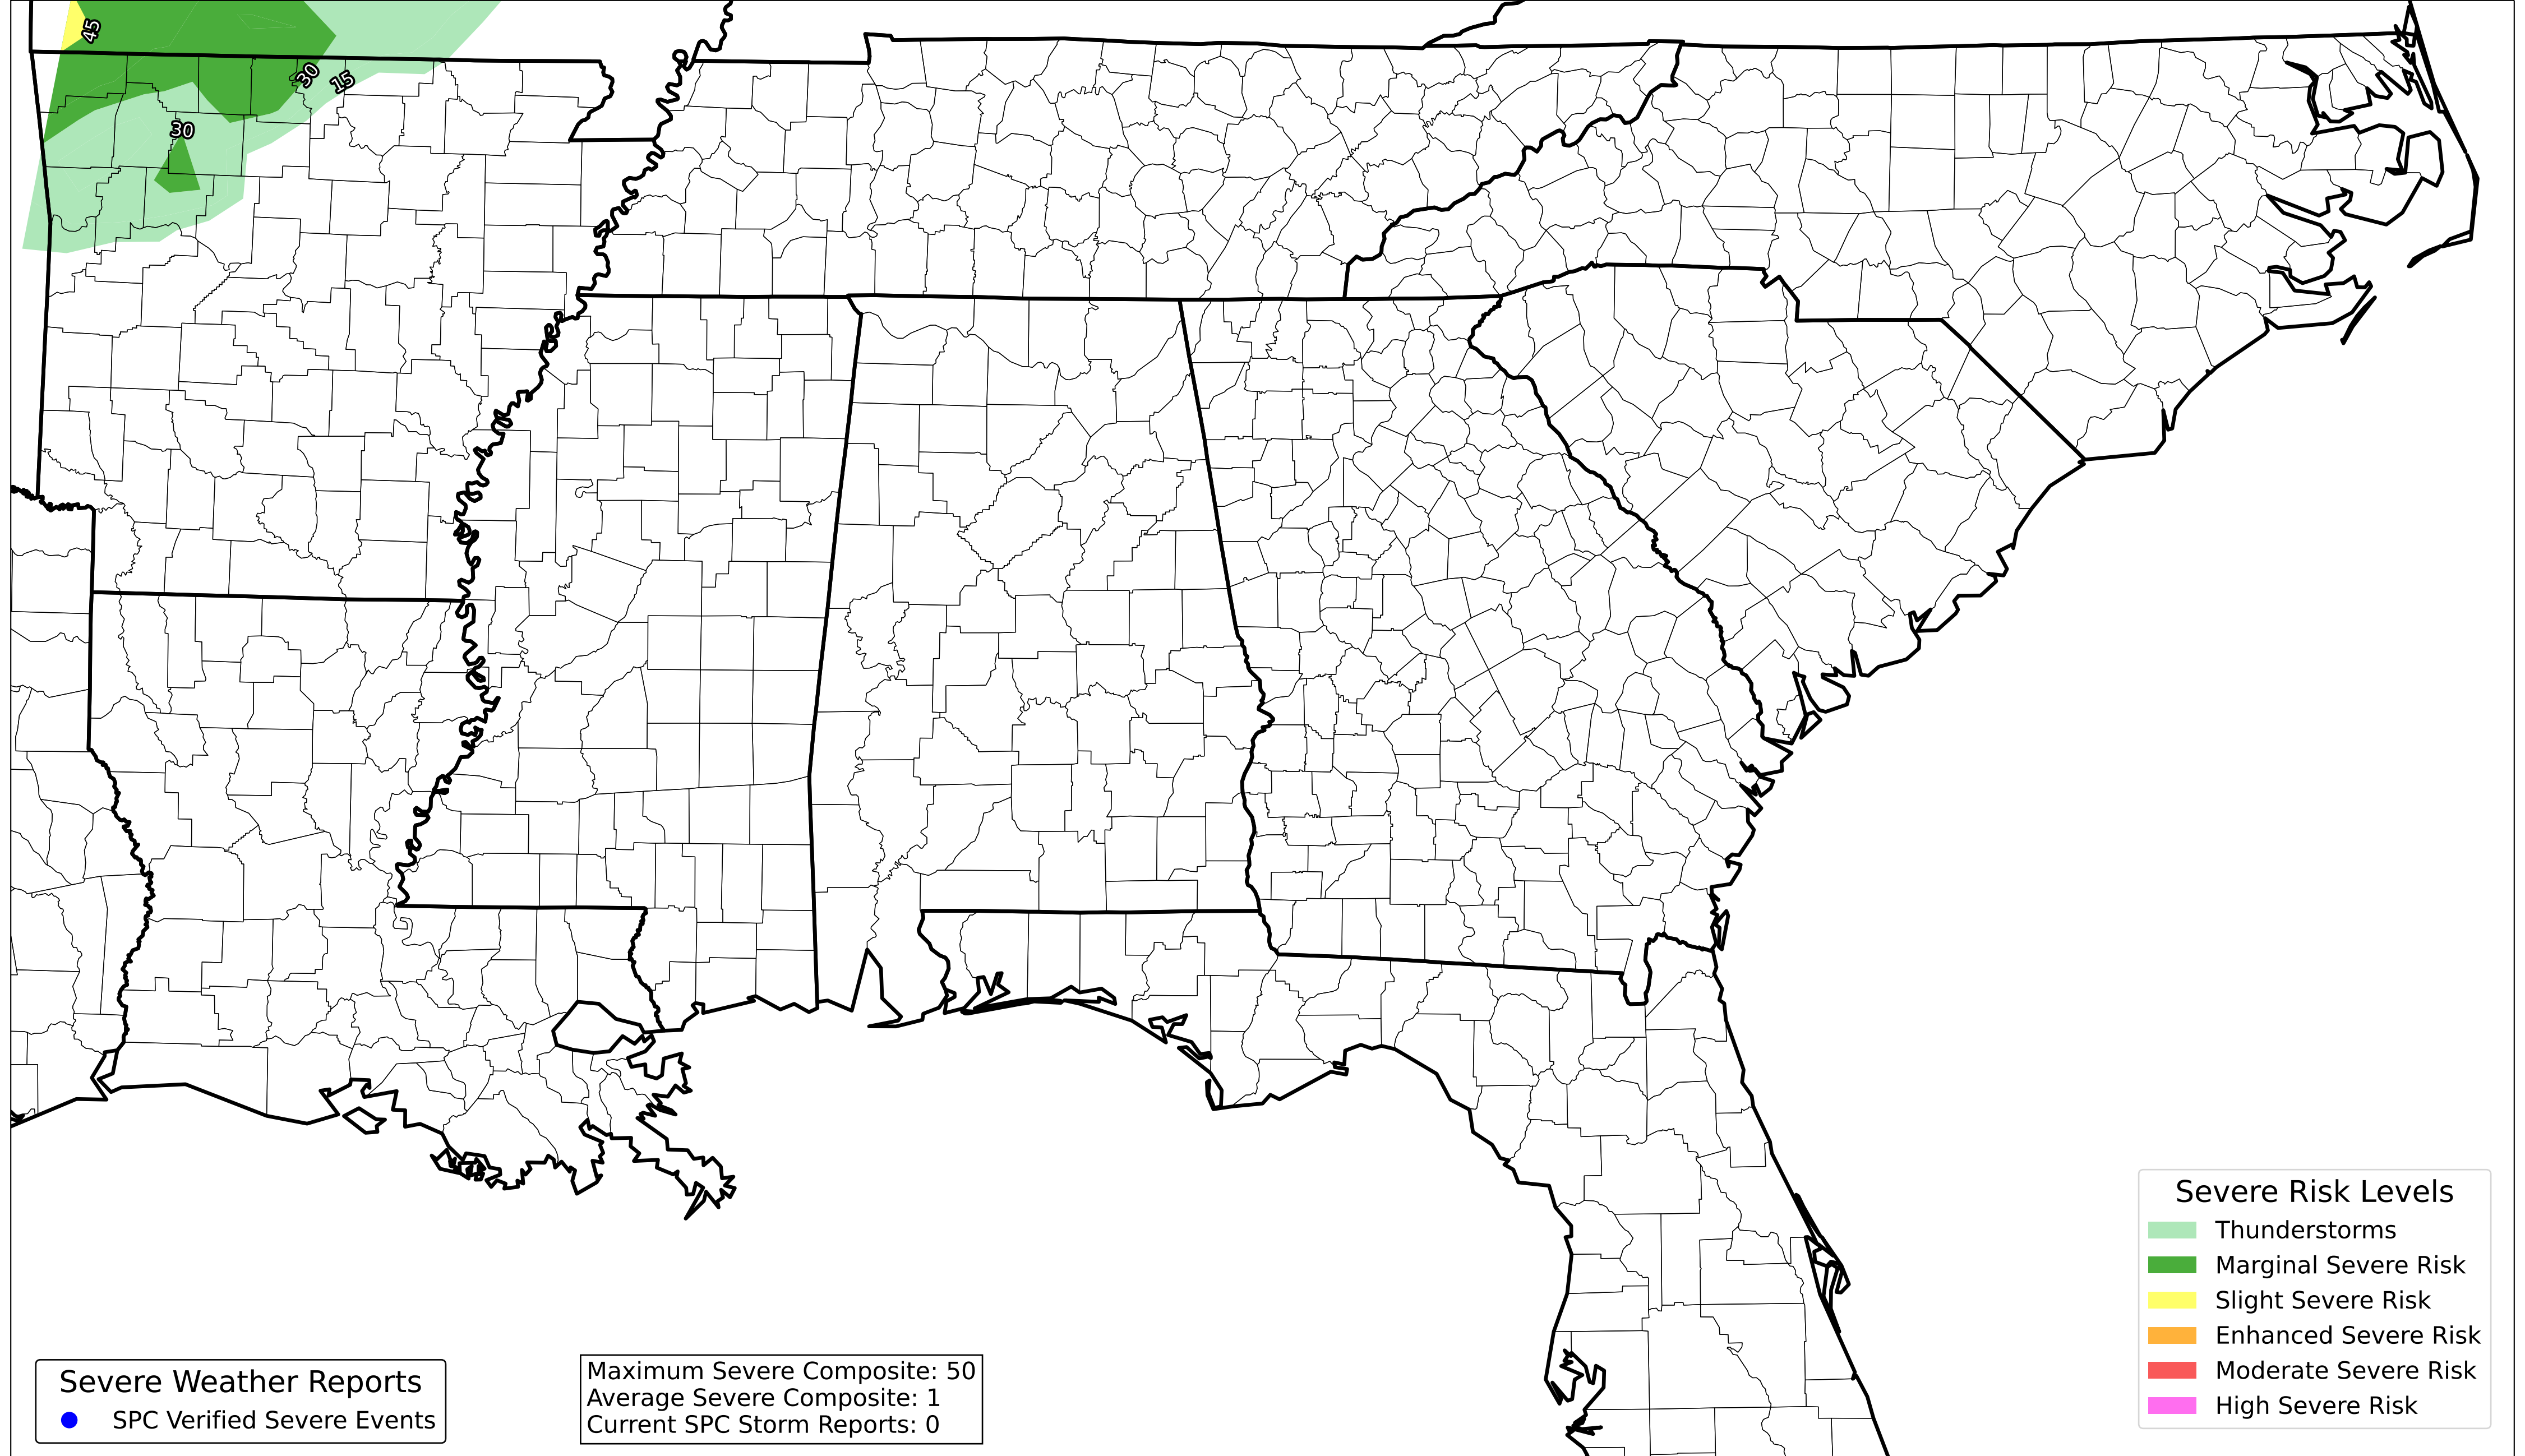 45
30
15
30
Severe Risk Levels
Thunderstorms
Marginal Severe Risk
Slight Severe Risk
Enhanced Severe Risk
Moderate Severe Risk
High Severe Risk
Severe Weather Reports
SPC Verified Severe Events
Maximum Severe Composite: 50
Average Severe Composite: 1
Current SPC Storm Reports: 0